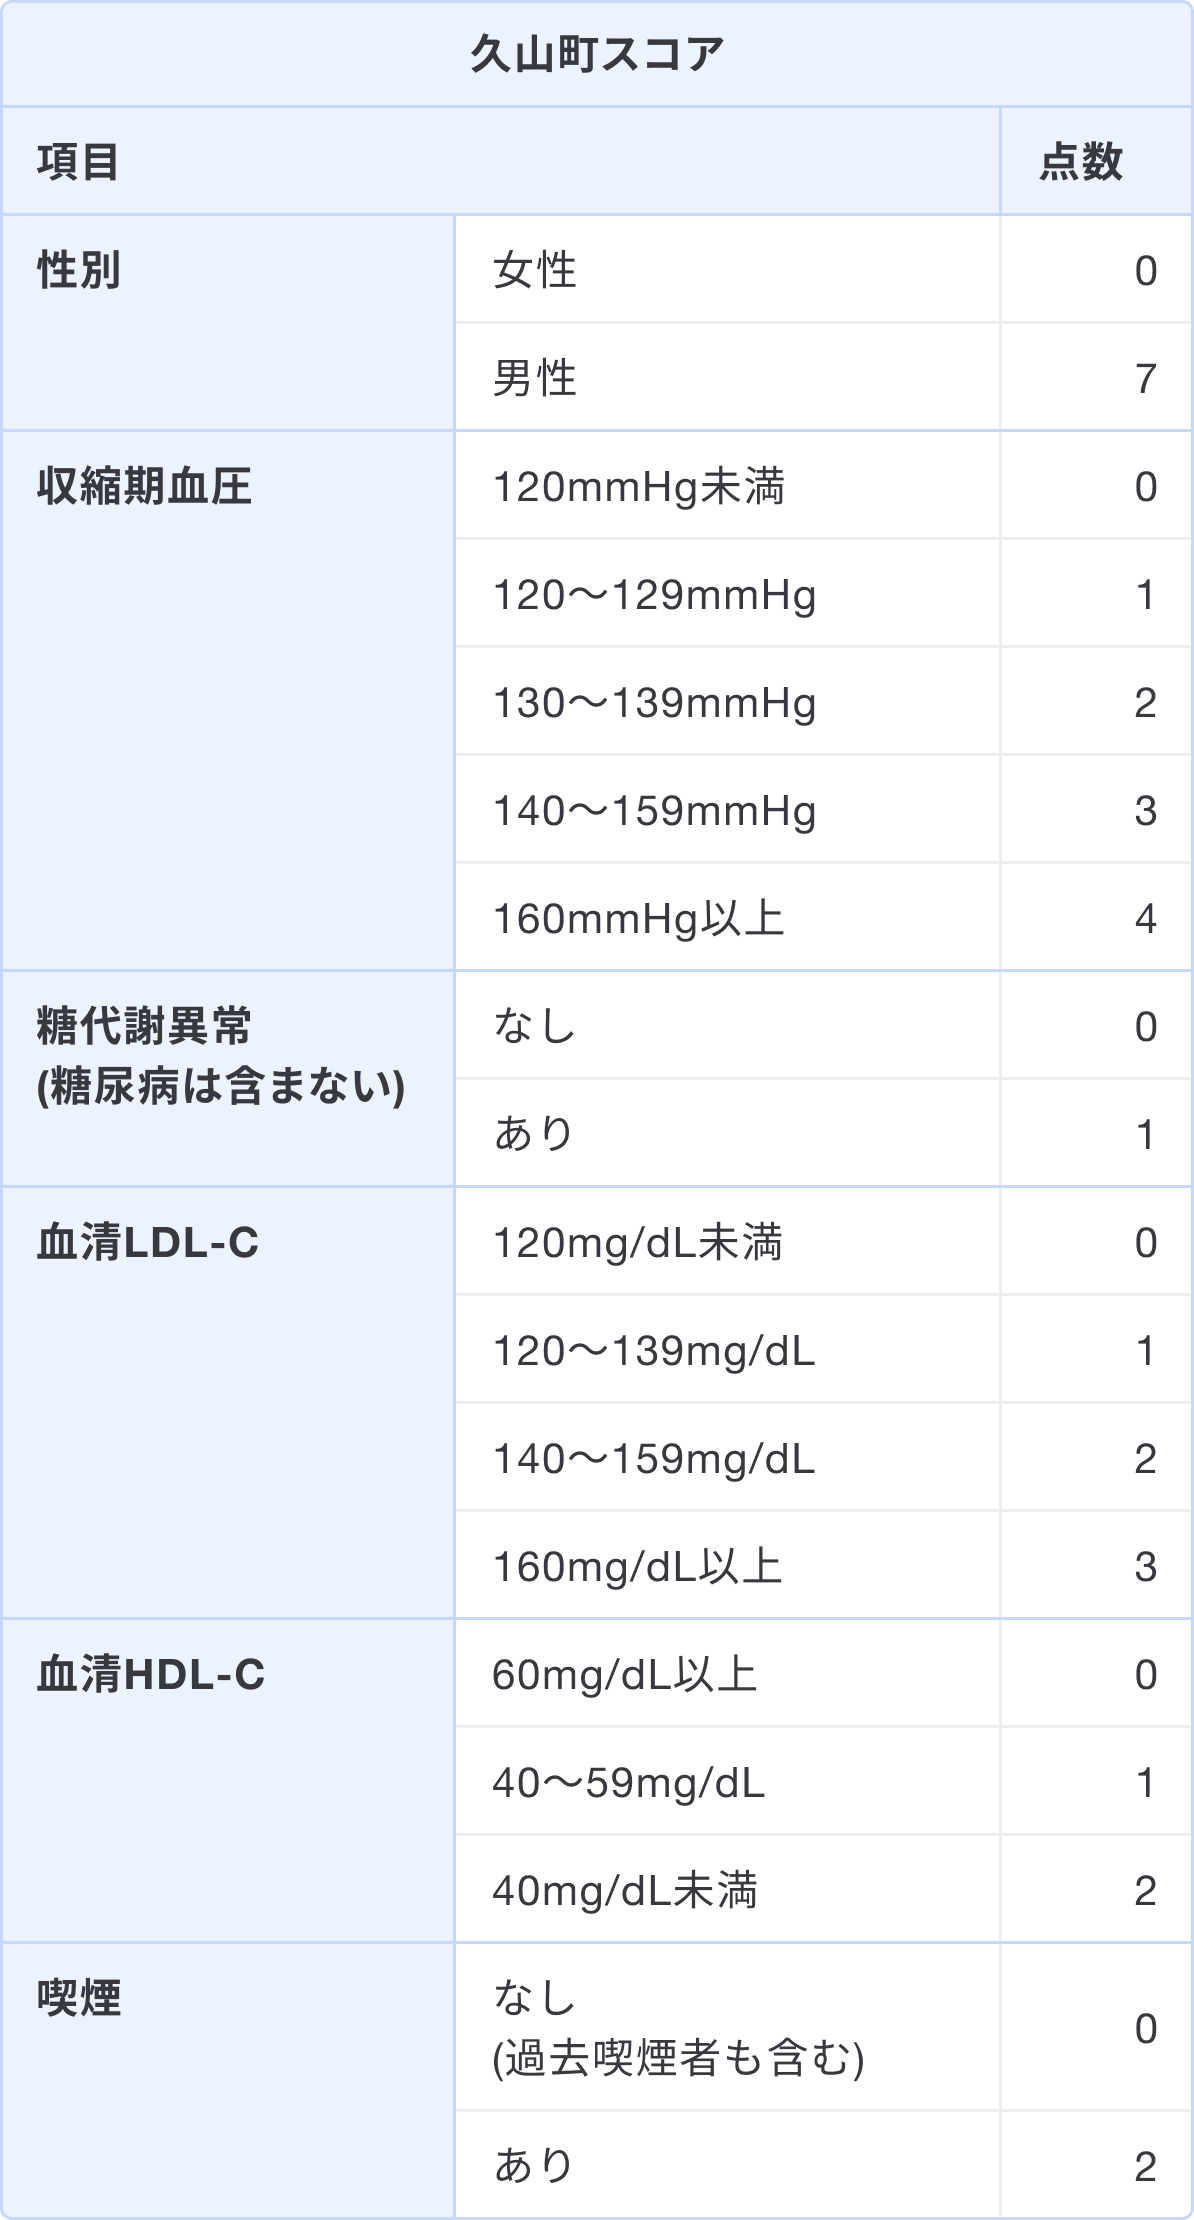 久山町スコア
項目 点数
性別 女性 0
男性 7
収縮期血圧 120mmHg未満 0
120〜129mmHg 1
130〜139mmHg 2
140〜159mmHg 3
160mmHg以上 4
糖代謝異常 なし 0
(糖尿病は含まない)
あり 1
血清LDL-C 120mg/dL未満 0
120〜139mg/dL 1
140〜159mg/dL 2
160mg/dL以上 3
血清HDL-C 60mg/dL以上 0
40〜59mg/dL 1
40mg/dL未満 2
喫煙 なし
(過去喫煙者も含む) 0
あり 2